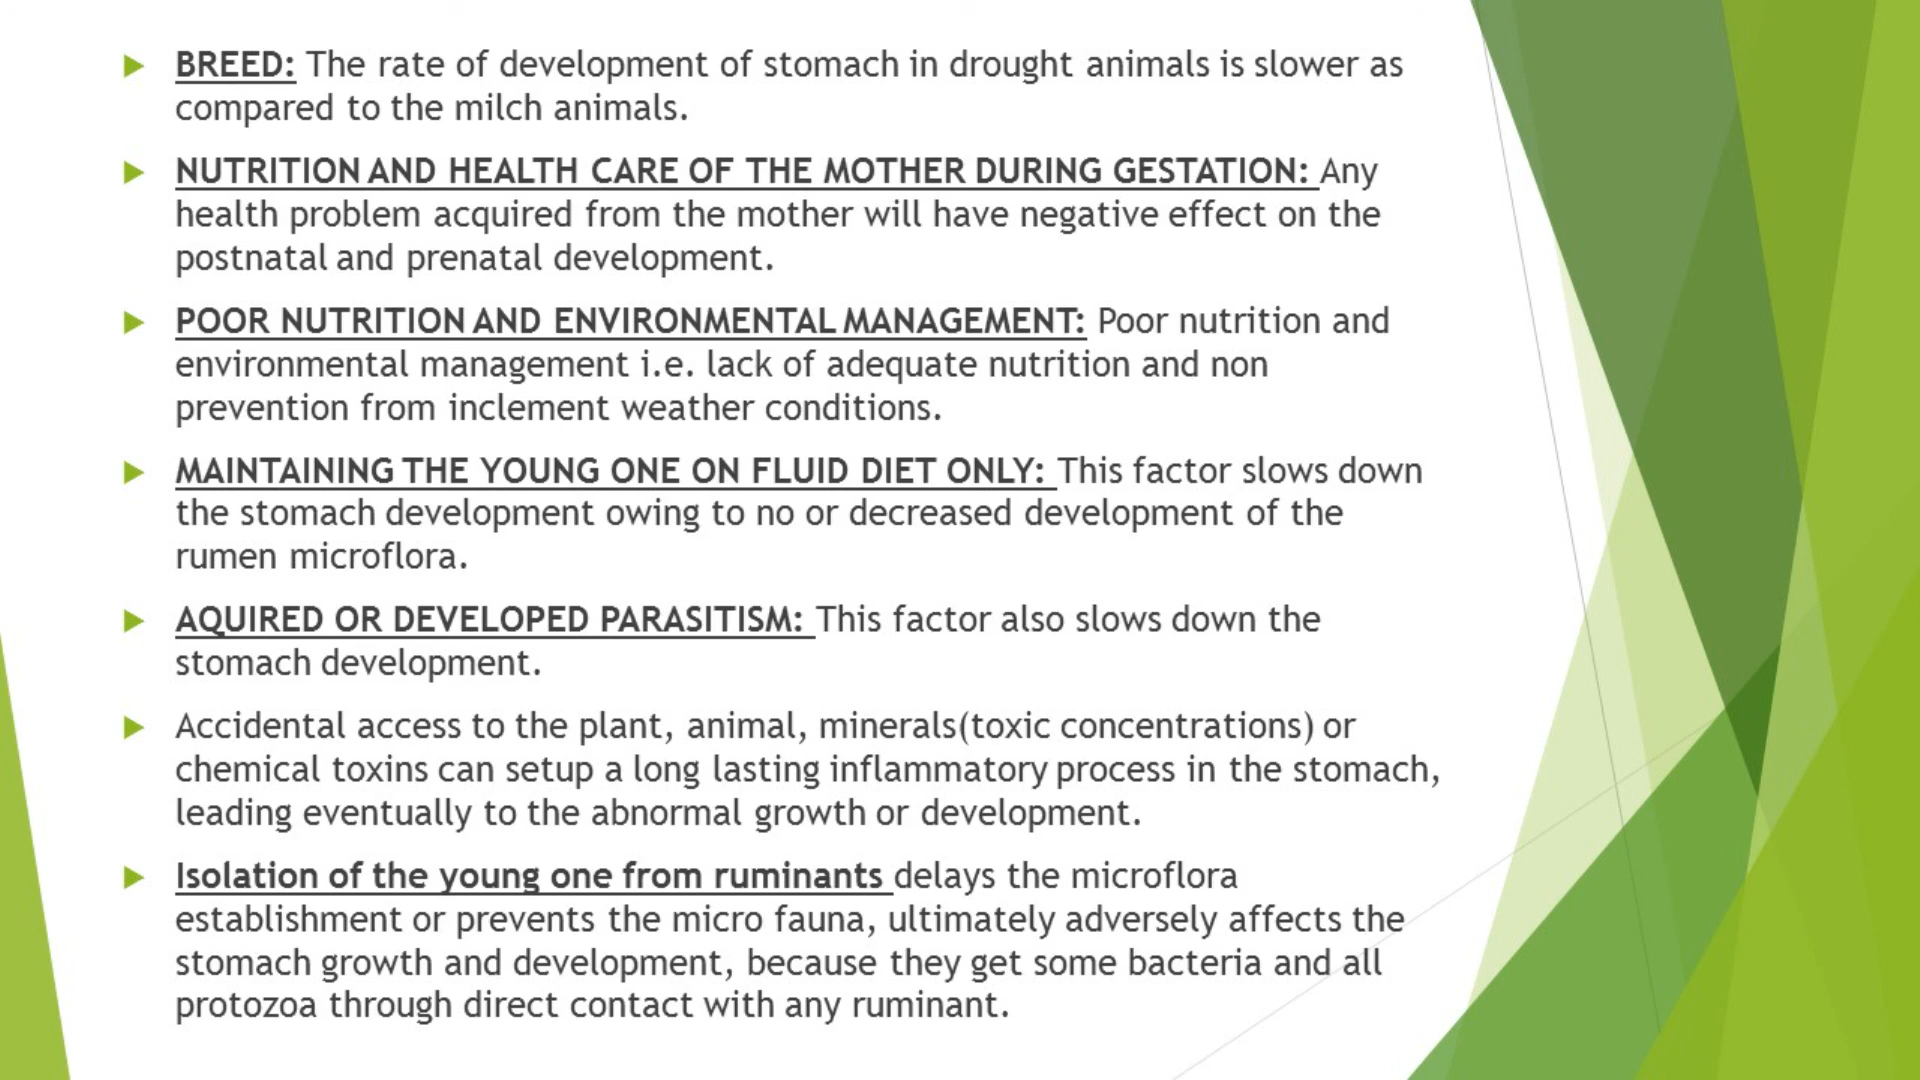 BREED: The rate of development of stomach in drought animals is slower as
compared to the milch animals.
NUTRITION AND HEALTH CARE OF THE MOTHER DURING GESTATION: Any
health problem acquired from the mother will have negative effect on the
postnatal and prenatal development.
POOR NUTRITION AND ENVIRONMENTAL MANAGEMENT: Poor nutrition and
environmental management i.e. lack of adequate nutrition and non
prevention from inclement weather conditions.
MAINTAINING THE YOUNG ONE ON FLUID DIET ONLY: This factor slows down
the stomach development owing to no or decreased development of the
rumen microflora.
AQUIRED OR DEVELOPED PARASITISM: This factor also slows down the
stomach development.
Accidental access to the plant, animal, minerals(toxic concentrations) or
chemical toxins can setup a long lasting inflammatory process in the stomach,
leading eventually to the abnormal growth or development.
Isolation of the young one from ruminants delays the microflora
establishment or prevents the micro fauna, ultimately adversely affects the
stomach growth and development, because they get some bacteria and all
protozoa through direct contact with any ruminant.